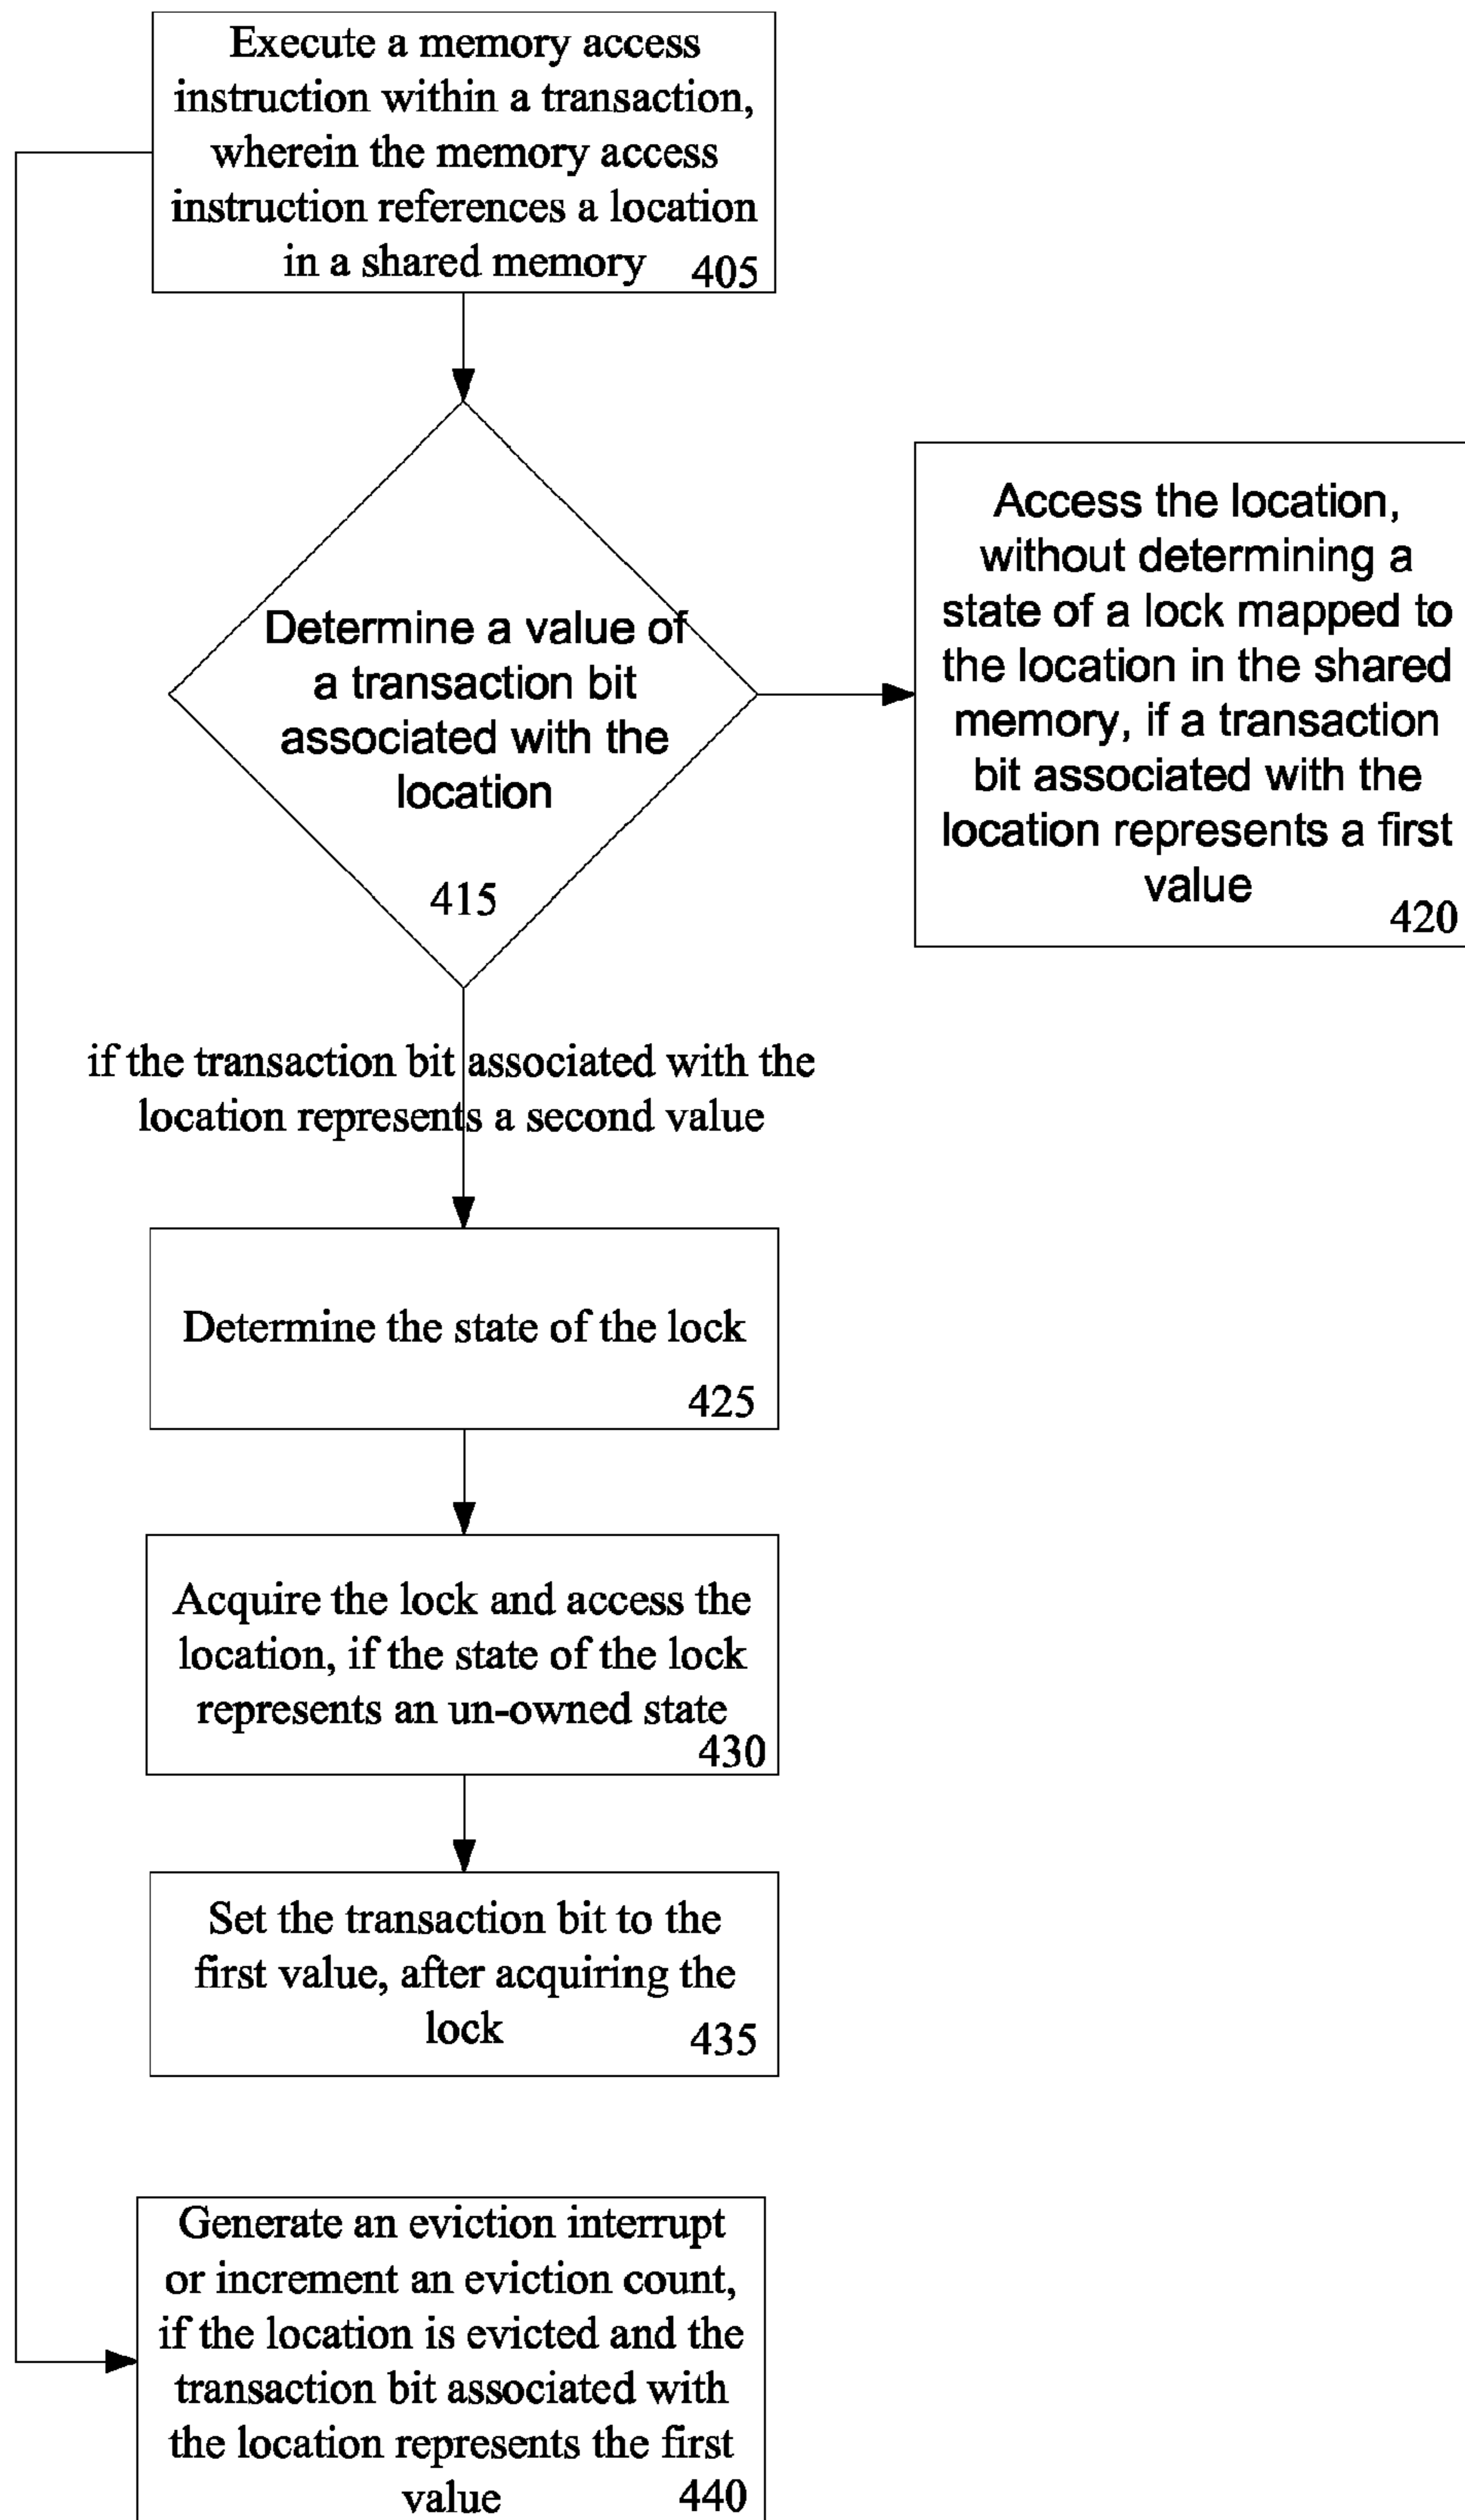 Execute a memory access
instruction within a transaction,
wherein the memory access
instruction references a location
in a shared memory 405
Determine a value of
a transaction bit
associated with the
location
415
Access the location,
without determining a
state of a lock mapped to
the location in the shared
memory, if a transaction
bit associated with the
location represents a first
value
420
if the transaction bit associated with the
location represents a second value
Determine the state of the lock
425
Acquire the lock and access the
location, if the state of the lock
represents an un-owned state
430
Set the transaction bit to the
first value, after acquiring the
lock 435
Generate an eviction interrupt
or increment an eviction count,
if the location is evicted and the
transaction bit associated with
the location represents the first
value 440